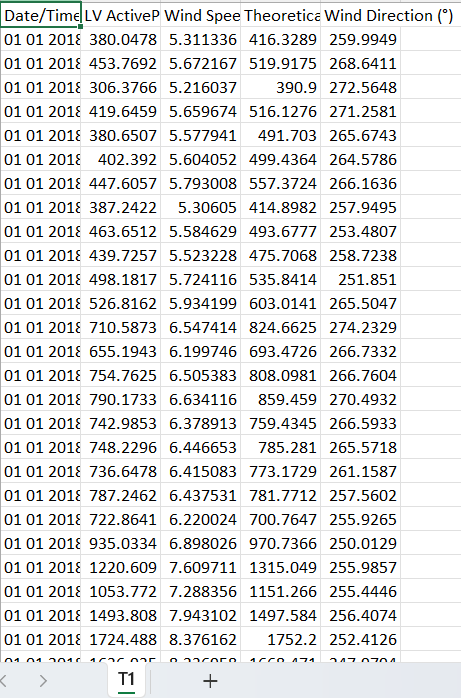 Date/Time LV ActiveP Wind Spee Theoretica Wind Direction (°)
01 01 2018 380.0478 5.311336 416.3289 259.9949
01 01 2018 453.7692 5.672167 519.9175 268.6411
01 01 2018 306.3766 5.216037 390.9 272.5648
01 01 2018 419.6459 5.659674 516.1276 271.2581
01 01 2018 380.6507 5.577941 491.703 265.6743
01 01 2018 402.392 5.604052 499.4364 264.5786
01 01 2018 447.6057 5.793008 557.3724 266.1636
01 01 2018 387.2422 5.30605 414.8982 257.9495
01 01 2018 463.6512 5.584629 493.6777 253.4807
01 01 2018 439.7257 5.523228 475.7068 258.7238
01 01 2018 498.1817 5.724116 535.8414 251.851
01 01 2018 526.8162 5.934199 603.0141 265.5047
01 01 2018 710.5873 6.547414 824.6625 274.2329
01 01 2018 655.1943 6.199746 693.4726 266.7332
01 01 2018 754.7625 6.505383 808.0981 266.7604
01 01 2018 790.1733 6.634116 859.459 270.4932
01 01 2018 742.9853 6.378913 759.4345 266.5933
01 01 2018 748.2296 6.446653 785.281 265.5718
01 01 2018 736.6478 6.415083 773.1729 261.1587
01 01 2018 787.2462 6.437531 781.7712 257.5602
01 01 2018 722.8641 6.220024 700.7647 255.9265
01 01 2018 935.0334 6.898026 970.7366 250.0129
01 01 2018 1220.609 7.609711 1315.049 255.9857
01 01 2018 1053.772 7.288356 1151.266 255.4446
01 01 2018 1493.808 7.943102 1497.584 256.4074
01 01 2018 1724.488 8.376162 1752.2 252.4126
T1